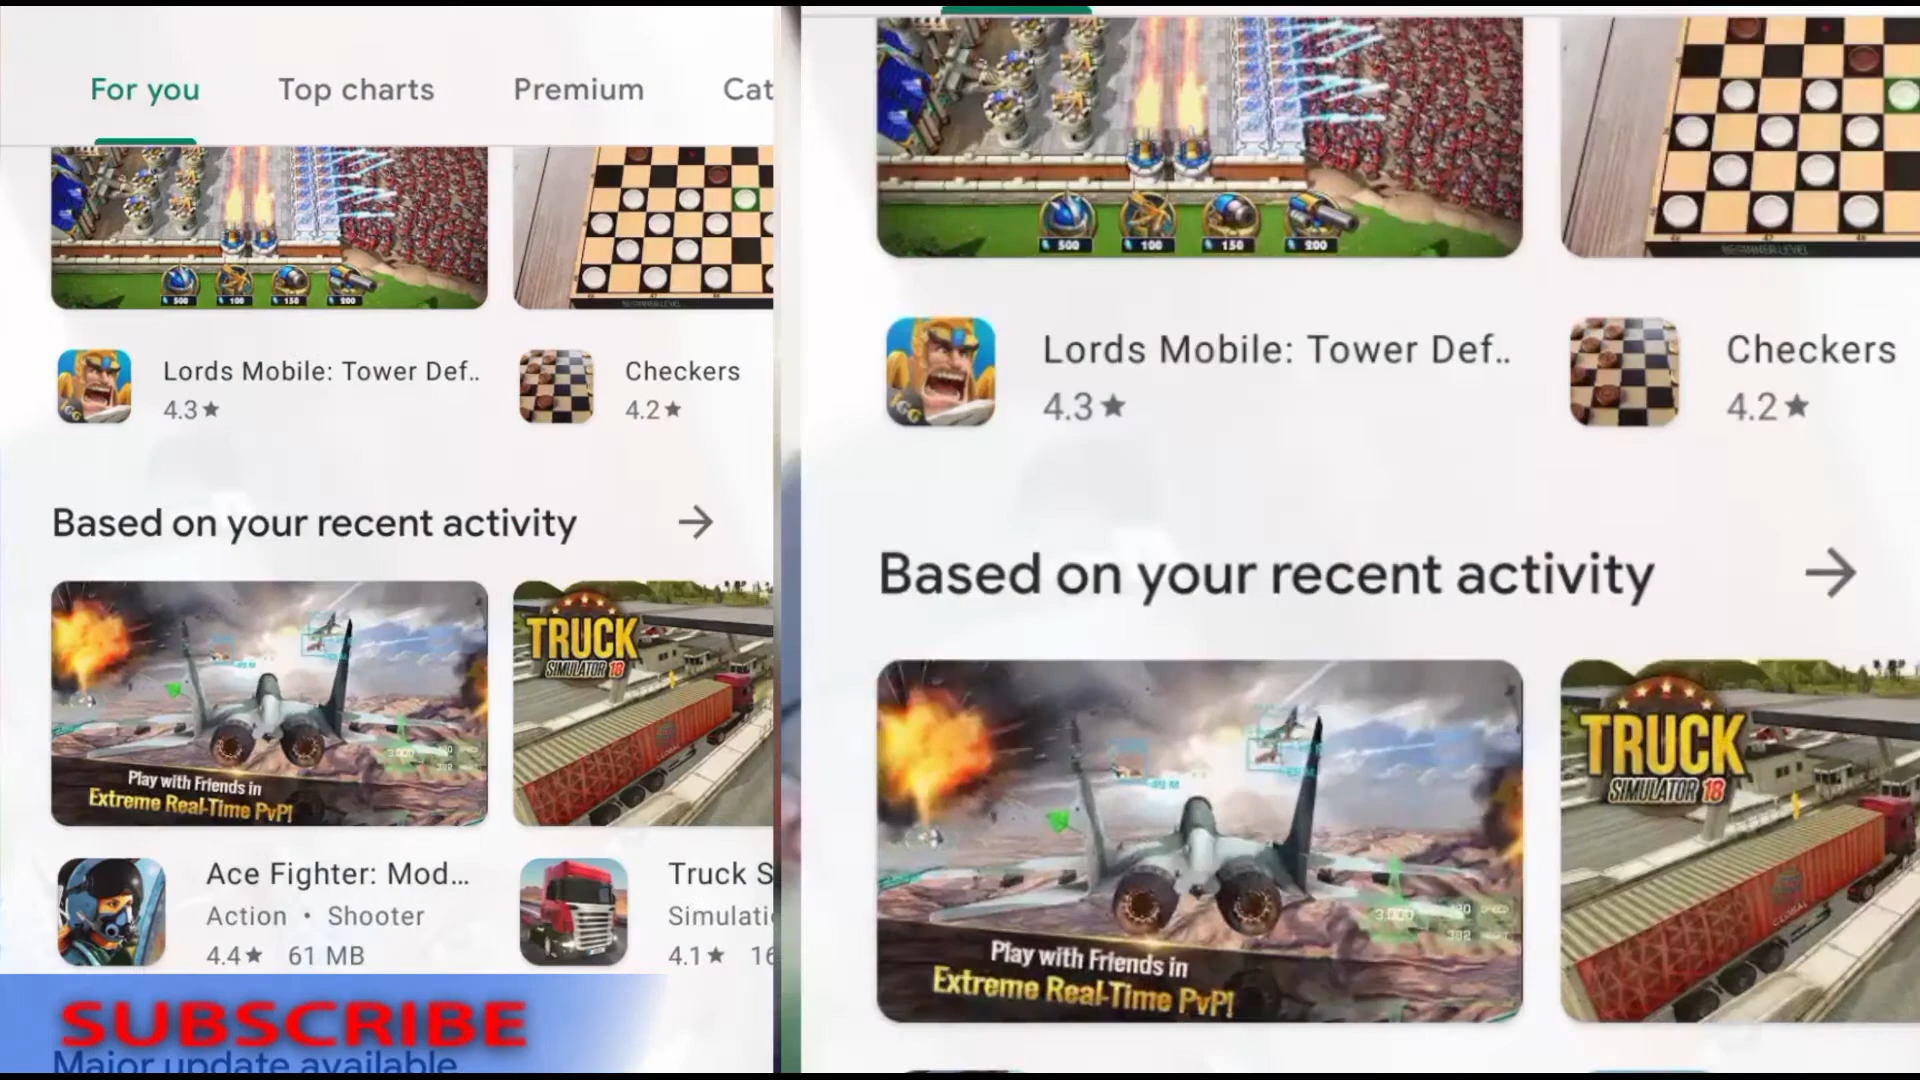 For you
Top charts
Premium
Cat
500
100
150
200
Lords Mobile: Tower Def..
4.3★
Checkers
4.2★
Based on your recent activity
TRUCK
SIMULATOR 18
Play with Friends in
Extreme Real-Time PvP!
Ace Fighter: Mod...
Action • Shooter
4.4★ 61 MB
Truck S
Simulati
4.1★ 16
SUBSCRIBE
Major update available
500
100
150
200
Lords Mobile: Tower Def..
4.3★
Checkers
4.2★
Based on your recent activity
TRUCK
SIMULATOR 18
GLOBAL
Play with Friends in
Extreme Real-Time PvP!